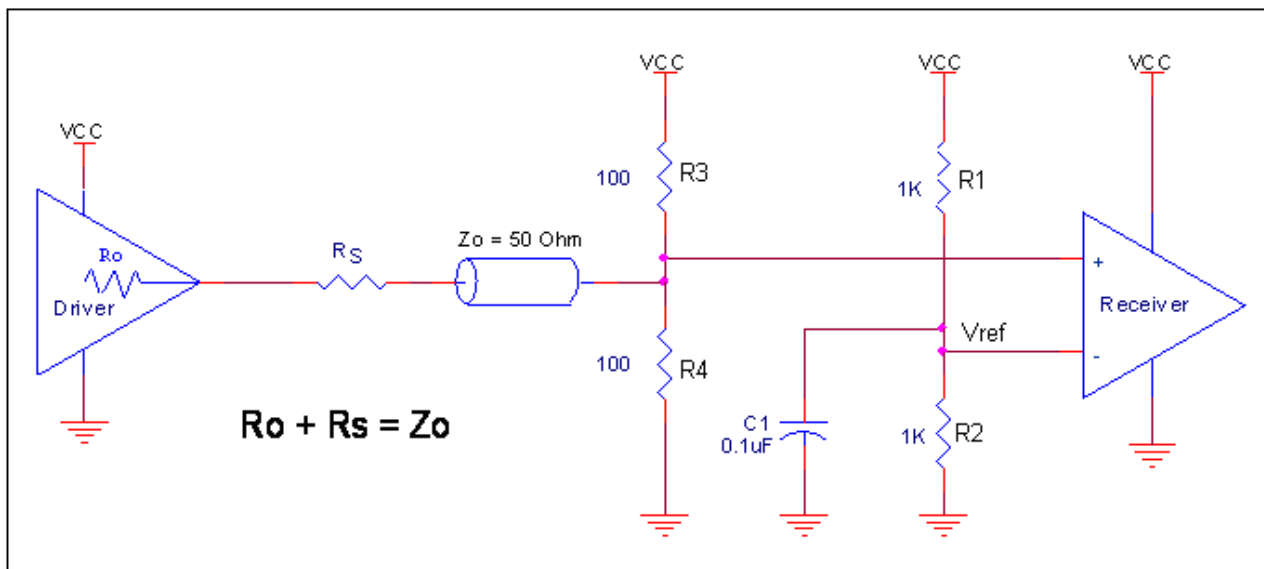 VCC
VCC
VCC
VCC
R3
100
R1
1K
Zo = 50 Ohm
Ro
RS
+
Driver
Receiver
Vref
-
R4
100
Ro + Rs = Zo
C1
0.1uF
R2
1K